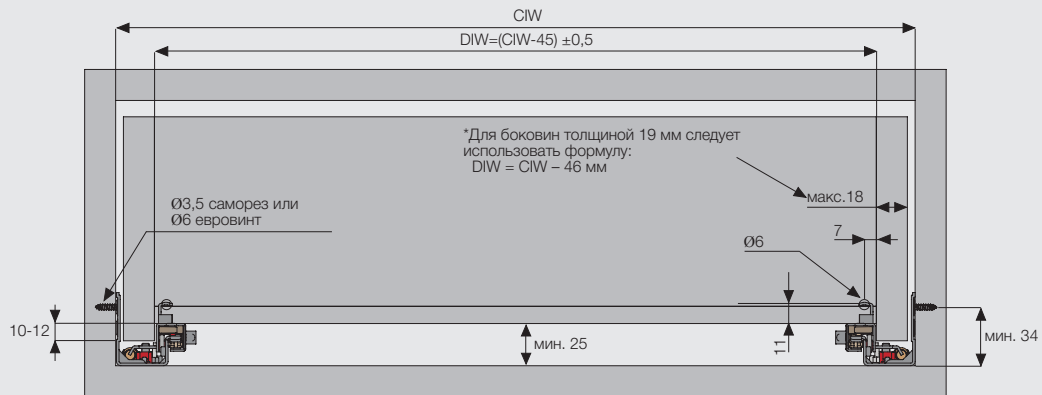 CIW
DIW=(CIW-45) ±0,5
*Для боковин толщиной 19 мм следует
использовать формулу:
DIW = CIW – 46 мм
макс.18
Ø3,5 саморез или
Ø6 евровинт
7
Ø6
10-12
мин. 25
11
мин. 34